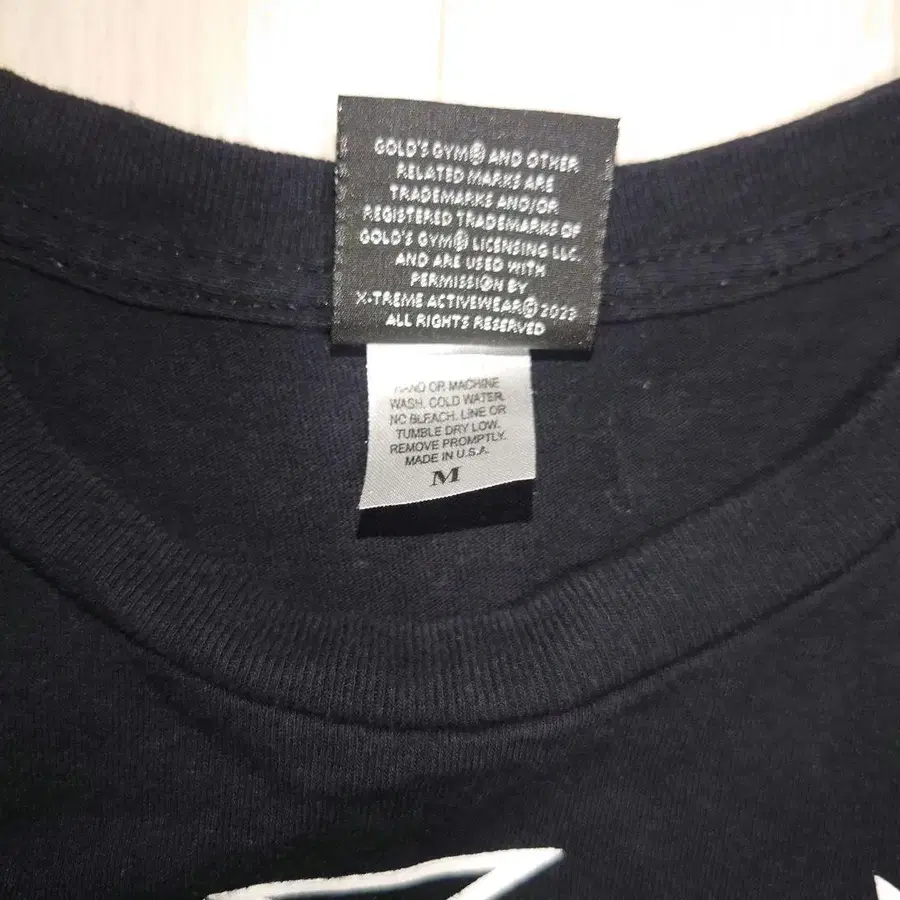 GOLD'S GYM® AND OTHER
RELATED MARKS ARE
TRADEMARKS AND/OR
REGISTERED TRADEMARKS OF
GOLD'S GYM® LICENSING LLC.
AND ARE USED WITH
PERMISSION BY
X-TREME ACTIVEWEAR© 2023
ALL RIGHTS RESERVED
HAND OR MACHINE
WASH. COLD WATER.
NO BLEACH. LINE OR
TUMBLE DRY LOW.
REMOVE PROMPTLY.
MADE IN U.S.A.
M